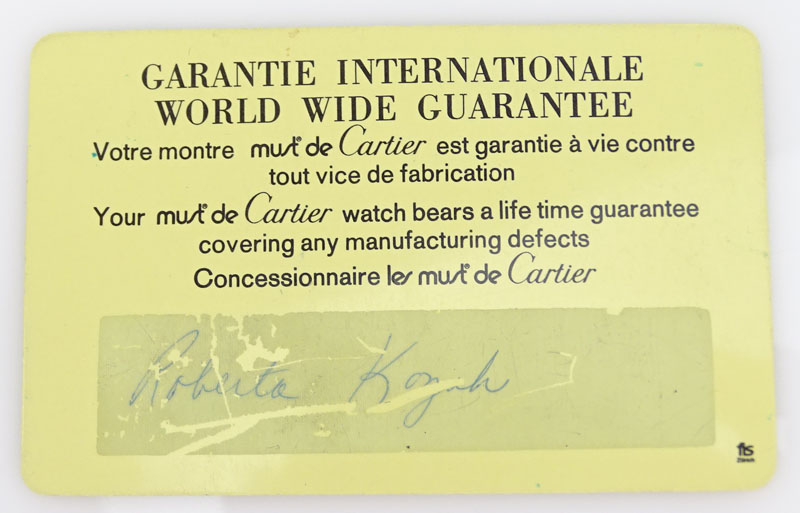 GARANTIE INTERNATIONALE
WORLD WIDE GUARANTEE
Votre montre must de Cartier est garantie à vie contre
tout vice de fabrication
Your must de Cartier watch bears a life time guarantee
covering any manufacturing defects
Concessionnaire les must de Cartier
Roberta